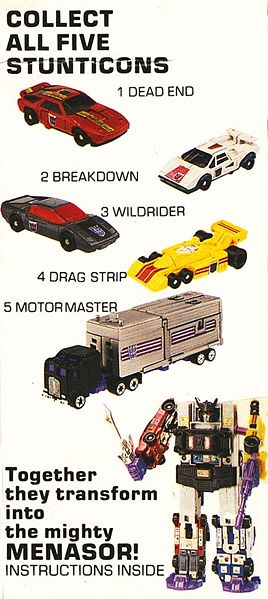 COLLECT
ALL FIVE
STUNTICONS
1 DEAD END
2 BREAKDOWN
3 WILDRIDER
4 DRAG STRIP
5 MOTORMASTER
Together
they transform
into
the mighty
MENASOR!
INSTRUCTIONS INSIDE